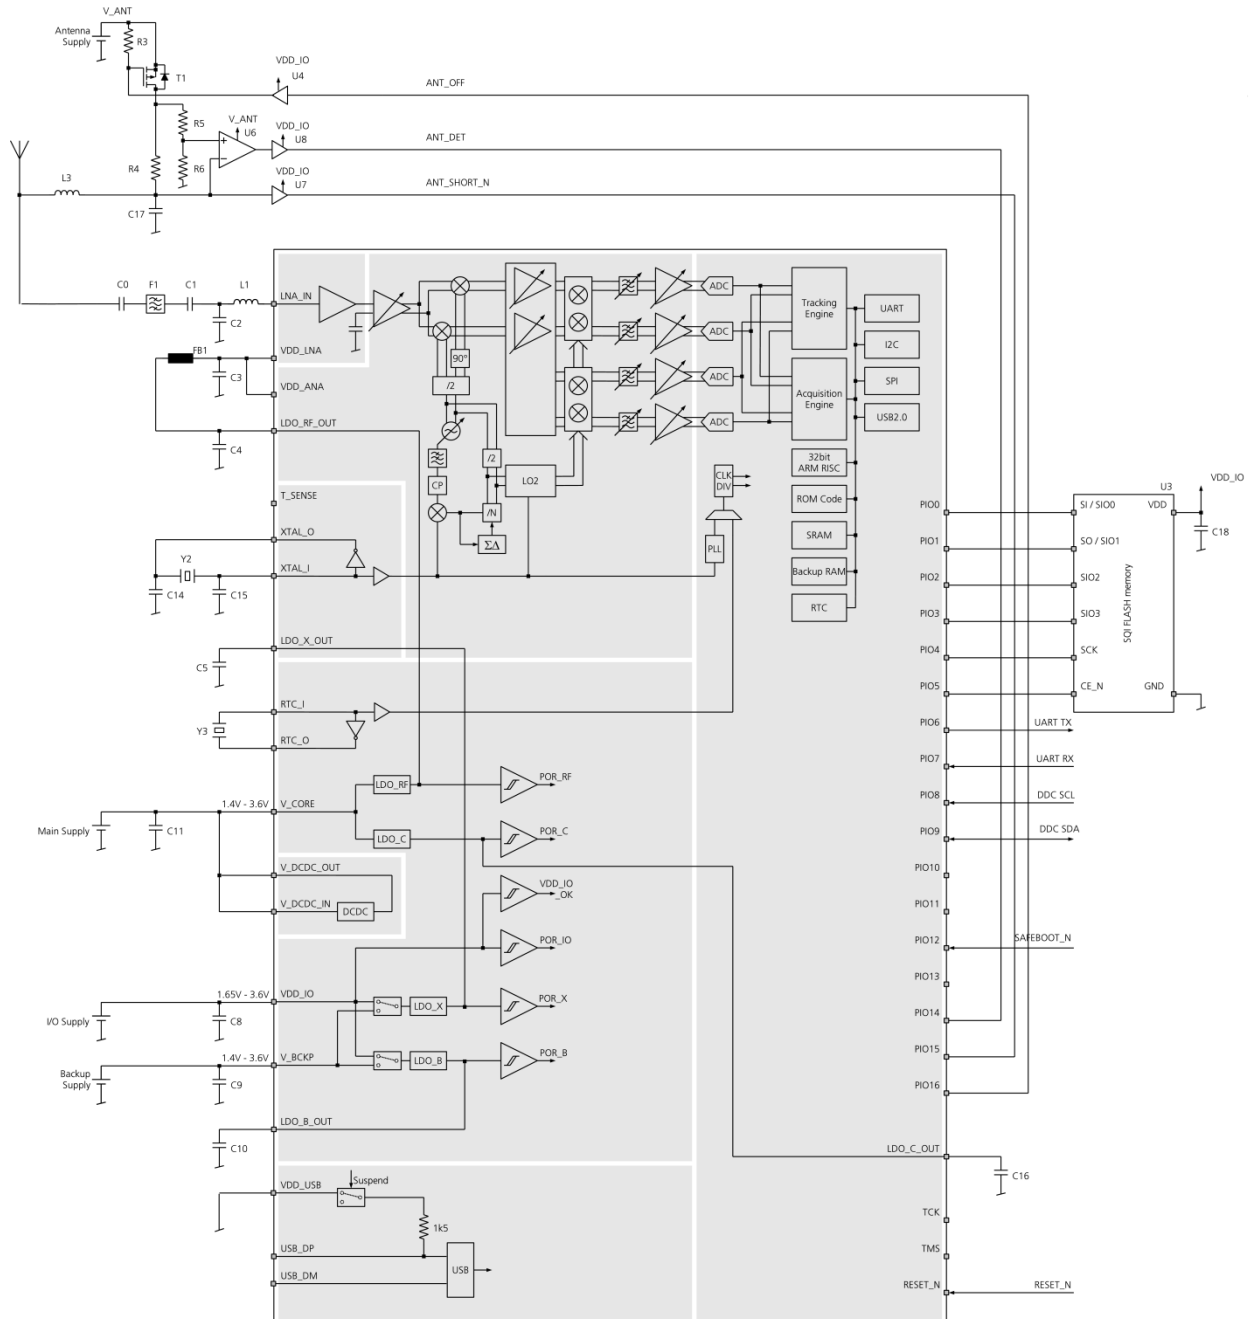 V_ANT
Antenna
Supply
R3
T1
VDD_IO
U4
ANT_OFF
R5
V_ANT
U6
VDD_IO
U8
ANT_DET
R4
R6
VDD_IO
U7
ANT_SHORT_N
L3
C17
C0
F1
C1
L1
LNA_IN
C2
FB1
VDD_LNA
C3
VDD_ANA
LDO_RF_OUT
C4
90°
/2
/2
CP
/N
ΣΔ
LO2
ADC
ADC
ADC
ADC
Tracking
Engine
Acquisition
Engine
UART
I2C
SPI
USB2.0
32bit
ARM RISC
ROM Code
SRAM
Backup RAM
RTC
CLK
DIV
PLL
T_SENSE
XTAL_O
Y2
XTAL_I
C14
C15
LDO_X_OUT
C5
RTC_I
Y3
RTC_O
LDO_RF
POR_RF
1.4V - 3.6V
V_CORE
Main Supply
C11
LDO_C
POR_C
V_DCDC_OUT
V_DCDC_IN
DCDC
VDD_IO
_OK
POR_IO
1.65V - 3.6V
VDD_IO
I/O Supply
C8
LDO_X
POR_X
1.4V - 3.6V
V_BCKP
Backup
Supply
C9
LDO_B
POR_B
LDO_B_OUT
C10
VDD_USB
Suspend
1k5
USB_DP
USB_DM
USB
PIO0
PIO1
PIO2
PIO3
PIO4
PIO5
PIO6
PIO7
PIO8
PIO9
PIO10
PIO11
PIO12
PIO13
PIO14
PIO15
PIO16
LDO_C_OUT
C16
TCK
TMS
RESET_N
RESET_N
U3
SI / SIO0
VDD
SO / SIO1
SIO2
SIO3
SCK
CE_N
GND
SQI FLASH memory
VDD_IO
C18
UART TX
UART RX
DDC SCL
DDC SDA
SAFEBOOT_N